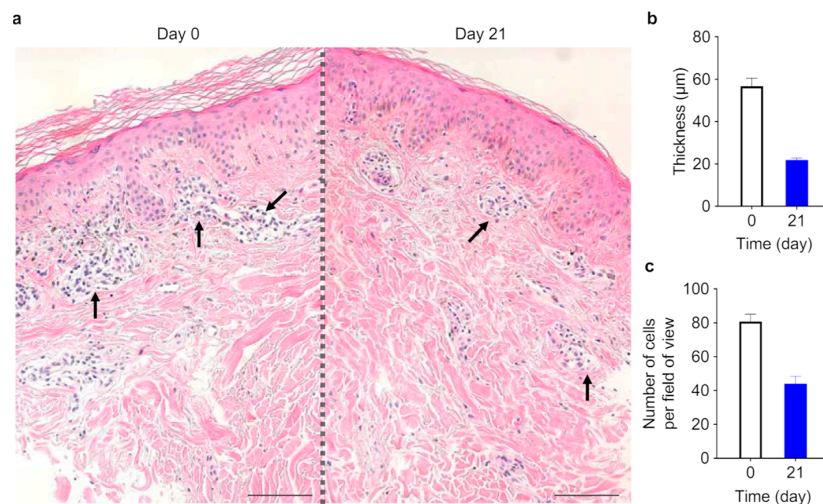 a
Day 0
Day 21
b
Thickness (µm)
80
60
40
20
0
0
21
Time (day)
c
Number of cells
per field of view
100
80
60
40
20
0
0
21
Time (day)